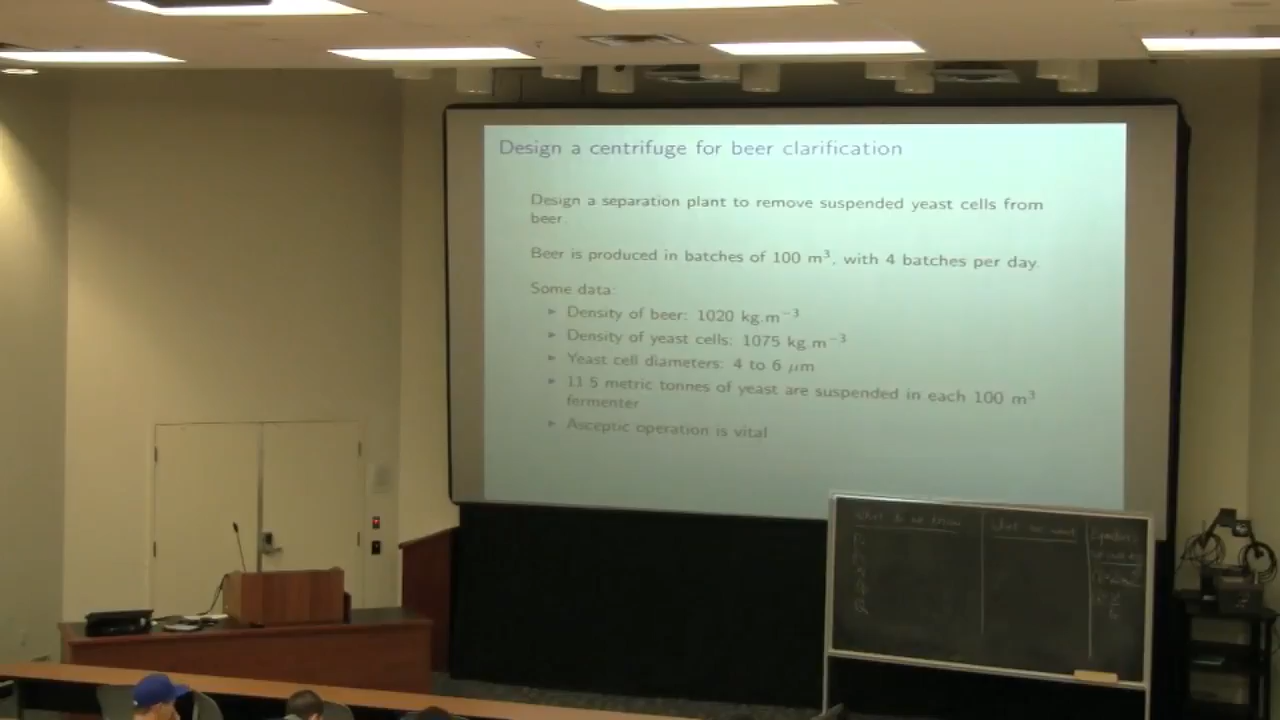 Design a centrifuge for beer clarification
Design a separation plant to remove suspended yeast cells from
beer.
Beer is produced in batches of 100 m³, with 4 batches per day.
Some data:
► Density of beer: 1020 kg.m⁻³
► Density of yeast cells: 1075 kg.m⁻³
► Yeast cell diameters: 4 to 6 μm
► 11.5 metric tonnes of yeast are suspended in each 100 m³
fermenter
► Asceptic operation is vital
What do we know
What we want